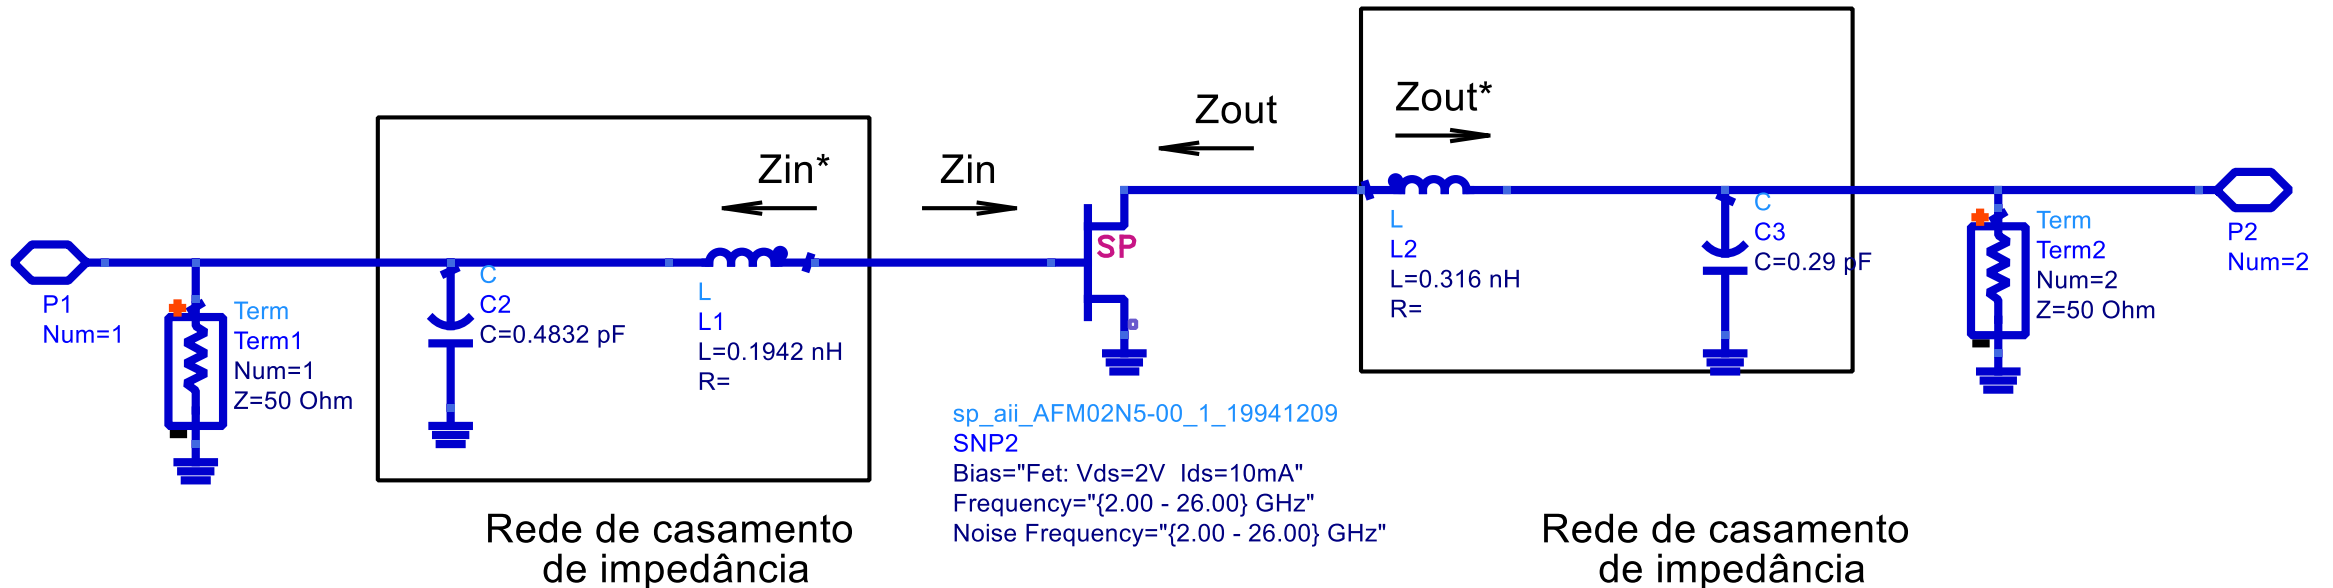 P1
Num=1
Term
Term1
Num=1
Z=50 Ohm
C
C2
C=0.4832 pF
Zin*
L
L1
L=0.1942 nH
R=
Rede de casamento
de impedância
Zin
SP
sp_aii_AFM02N5-00_1_19941209
SNP2
Bias="Fet: Vds=2V  Ids=10mA"
Frequency="{2.00 - 26.00} GHz"
Noise Frequency="{2.00 - 26.00} GHz"
Zout
Zout*
L
L2
L=0.316 nH
R=
C
C3
C=0.29 pF
Rede de casamento
de impedância
Term
Term2
Num=2
Z=50 Ohm
P2
Num=2